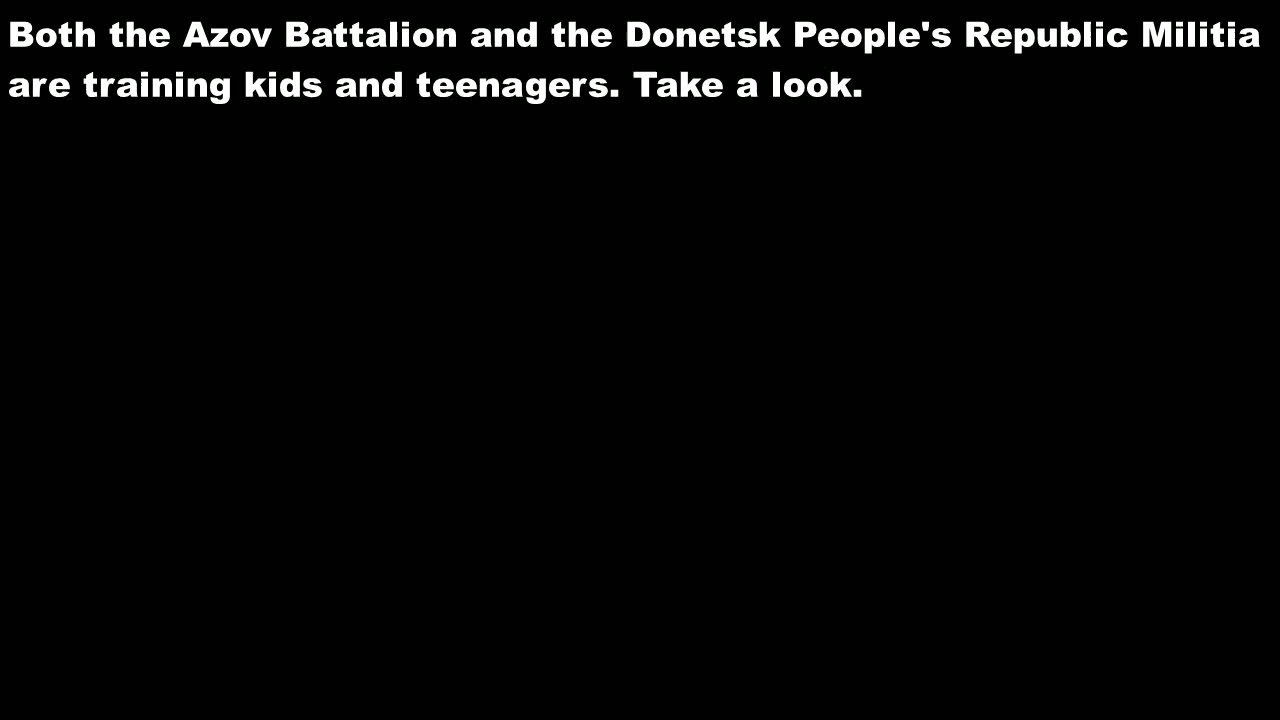 Both the Azov Battalion and the Donetsk People's Republic Militia
are training kids and teenagers. Take a look.